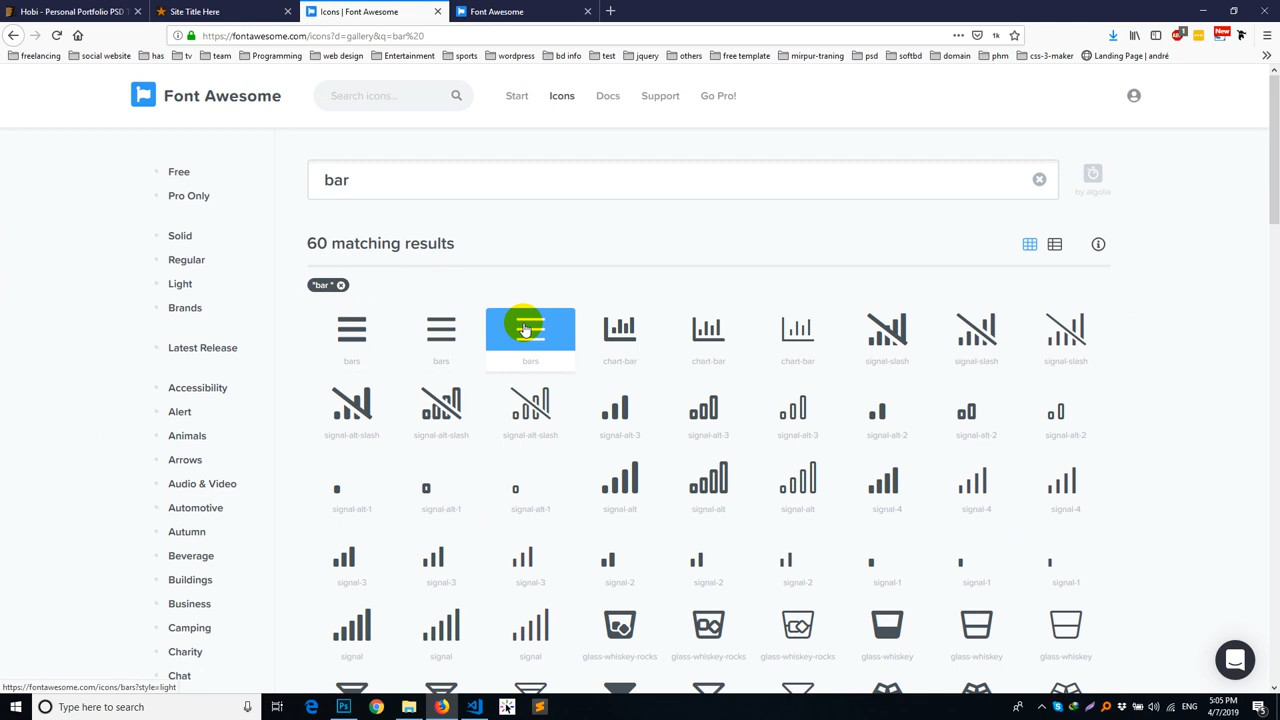 Hobi - Personal Portfolio PSD T
Site Title Here
Icons | Font Awesome
Font Awesome
https://fontawesome.com/icons?d=gallery&q=bar%20
1k
New
freelancing
social website
has
tv
team
Programming
web design
Entertainment
sports
wordpress
bd info
test
jquery
others
free template
mirpur-traning
psd
softbd
domain
phm
css-3-maker
Landing Page | andré
Font Awesome
Search icons...
Start
Icons
Docs
Support
Go Pro!
bar
by algolia
60 matching results
"bar "
Free
Pro Only
Solid
Regular
Light
Brands
Latest Release
Accessibility
Alert
Animals
Arrows
Audio & Video
Automotive
Autumn
Beverage
Buildings
Business
Camping
Charity
Chat
bars bars bars chart-bar chart-bar chart-bar signal-slash signal-slash signal-slash
signal-alt-slash signal-alt-slash signal-alt-slash signal-alt-3 signal-alt-3 signal-alt-3 signal-alt-2 signal-alt-2 signal-alt-2
signal-alt-1 signal-alt-1 signal-alt-1 signal-alt signal-alt signal-alt signal-4 signal-4 signal-4
signal-3 signal-3 signal-3 signal-2 signal-2 signal-2 signal-1 signal-1 signal-1
signal signal signal glass-whiskey-rocks glass-whiskey-rocks glass-whiskey-rocks glass-whiskey glass-whiskey glass-whiskey
https://fontawesome.com/icons/bars?style=light
Type here to search
ENG
5:05 PM
4/7/2019